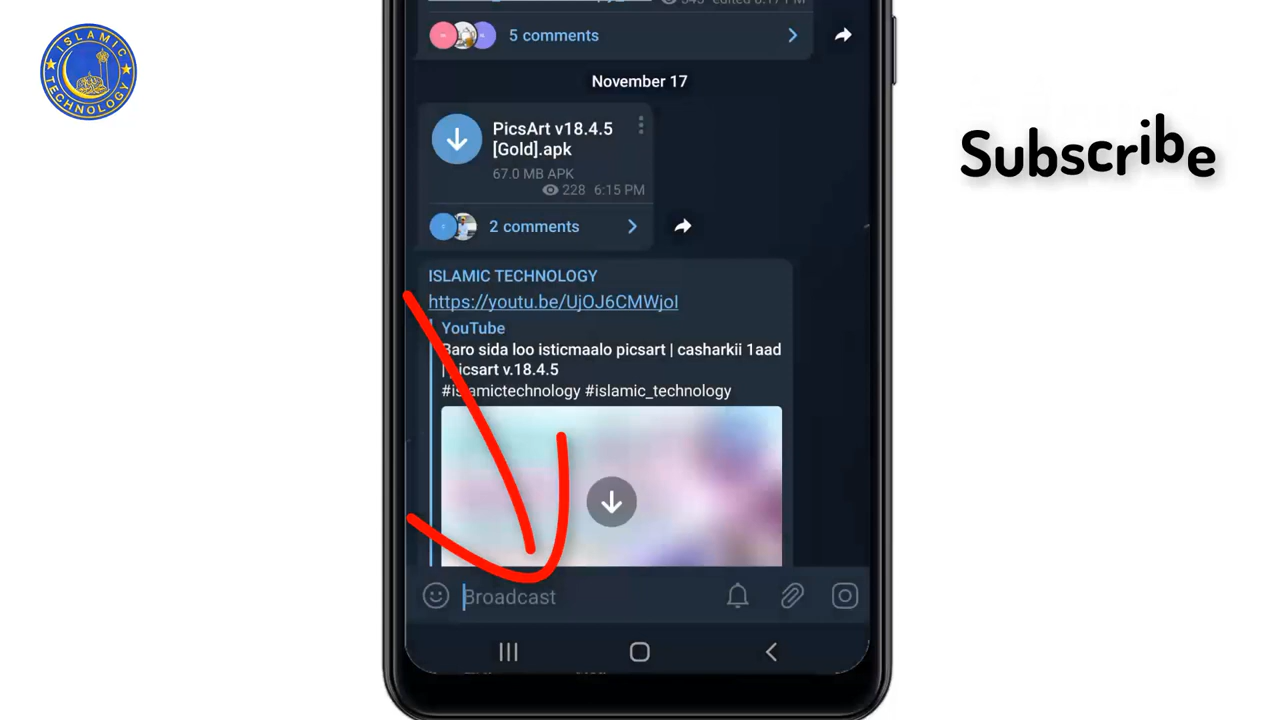 ISLAMIC
TECHNOLOGY
5 comments
November 17
PicsArt v18.4.5
[Gold].apk
67.0 MB APK
228 6:15 PM
2 comments
ISLAMIC TECHNOLOGY
https://youtu.be/UjOJ6CMWjoI
YouTube
Baro sida loo isticmaalo picsart | casharkii 1aad
| picsart v.18.4.5
#islamictechnology #islamic_technology
Broadcast
Subscribe